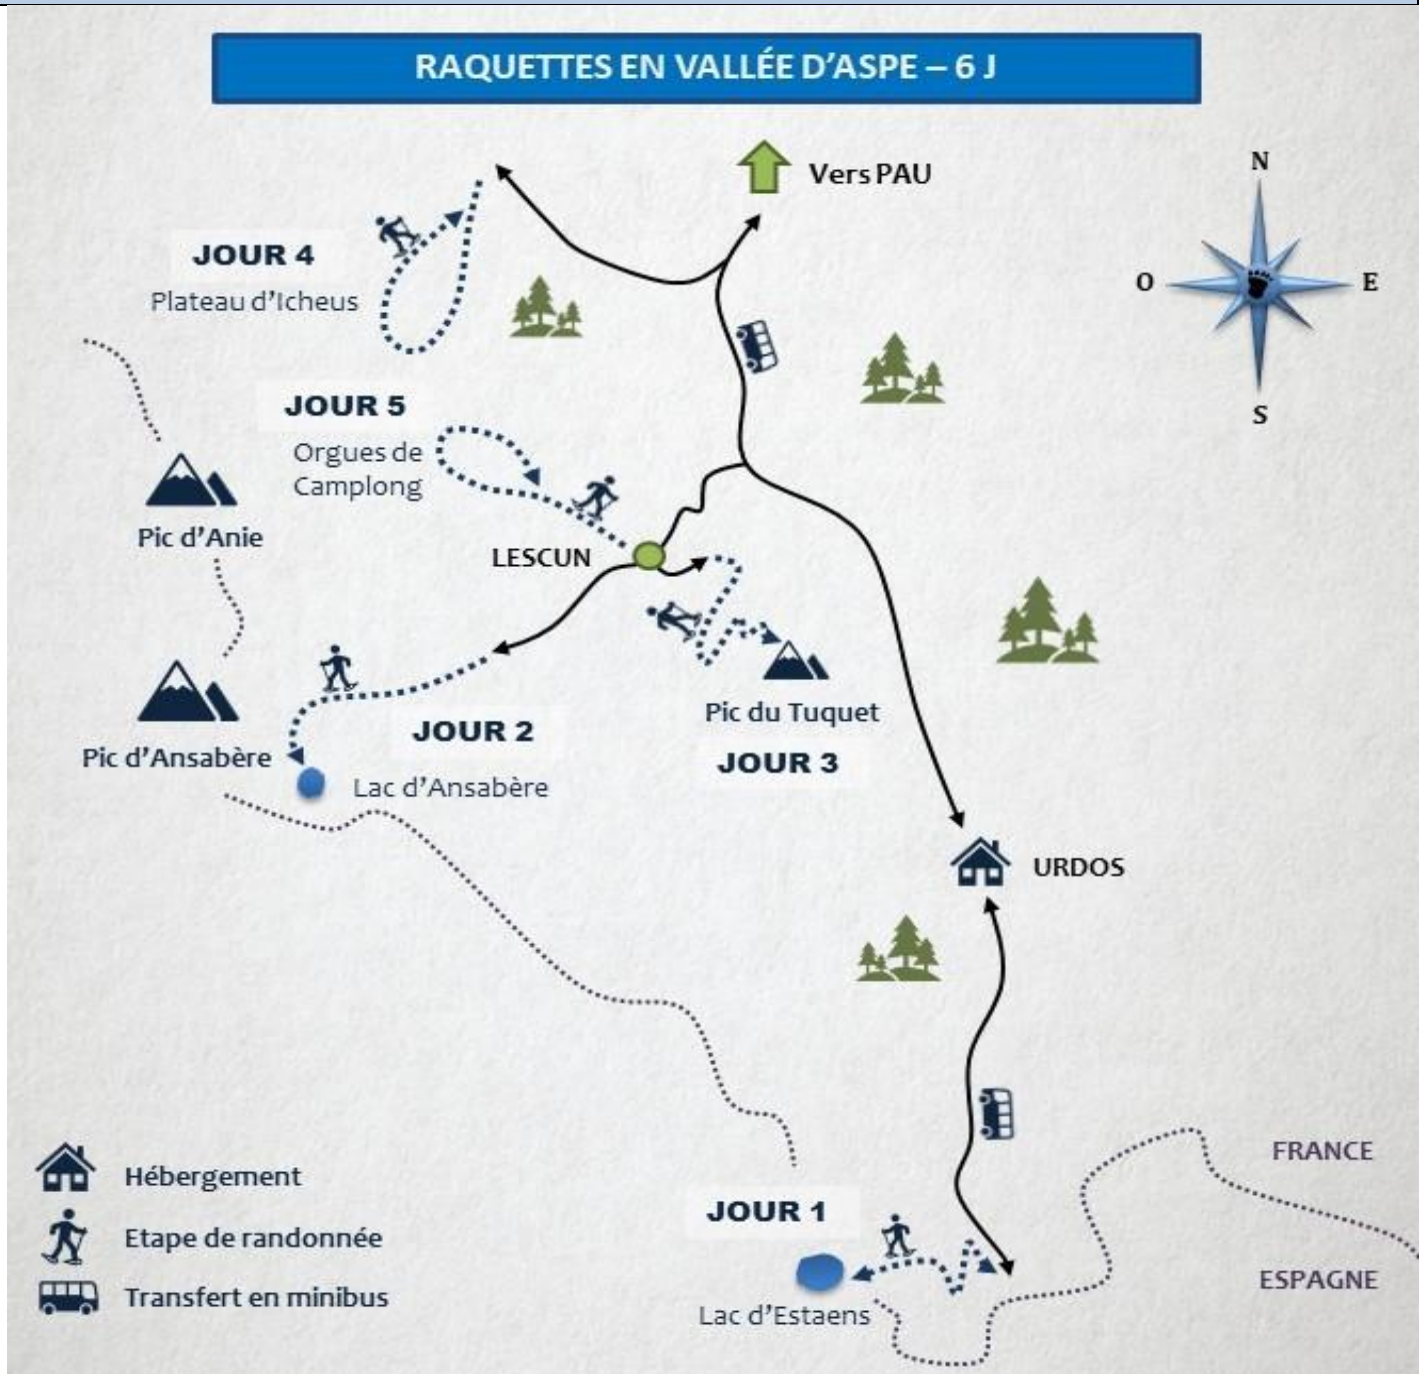 RAQUETTES EN VALLÉE D'ASPE – 6 J
Vers PAU
N
O
E
S
JOUR 4
Plateau d'Icheus
JOUR 5
Orgues de
Camplong
Pic d'Anie
LESCUN
Pic d'Ansabère
JOUR 2
Lac d'Ansabère
Pic du Tuquet
JOUR 3
URDOS
FRANCE
ESPAGNE
JOUR 1
Lac d'Estaens
Hébergement
Etape de randonnée
Transfert en minibus